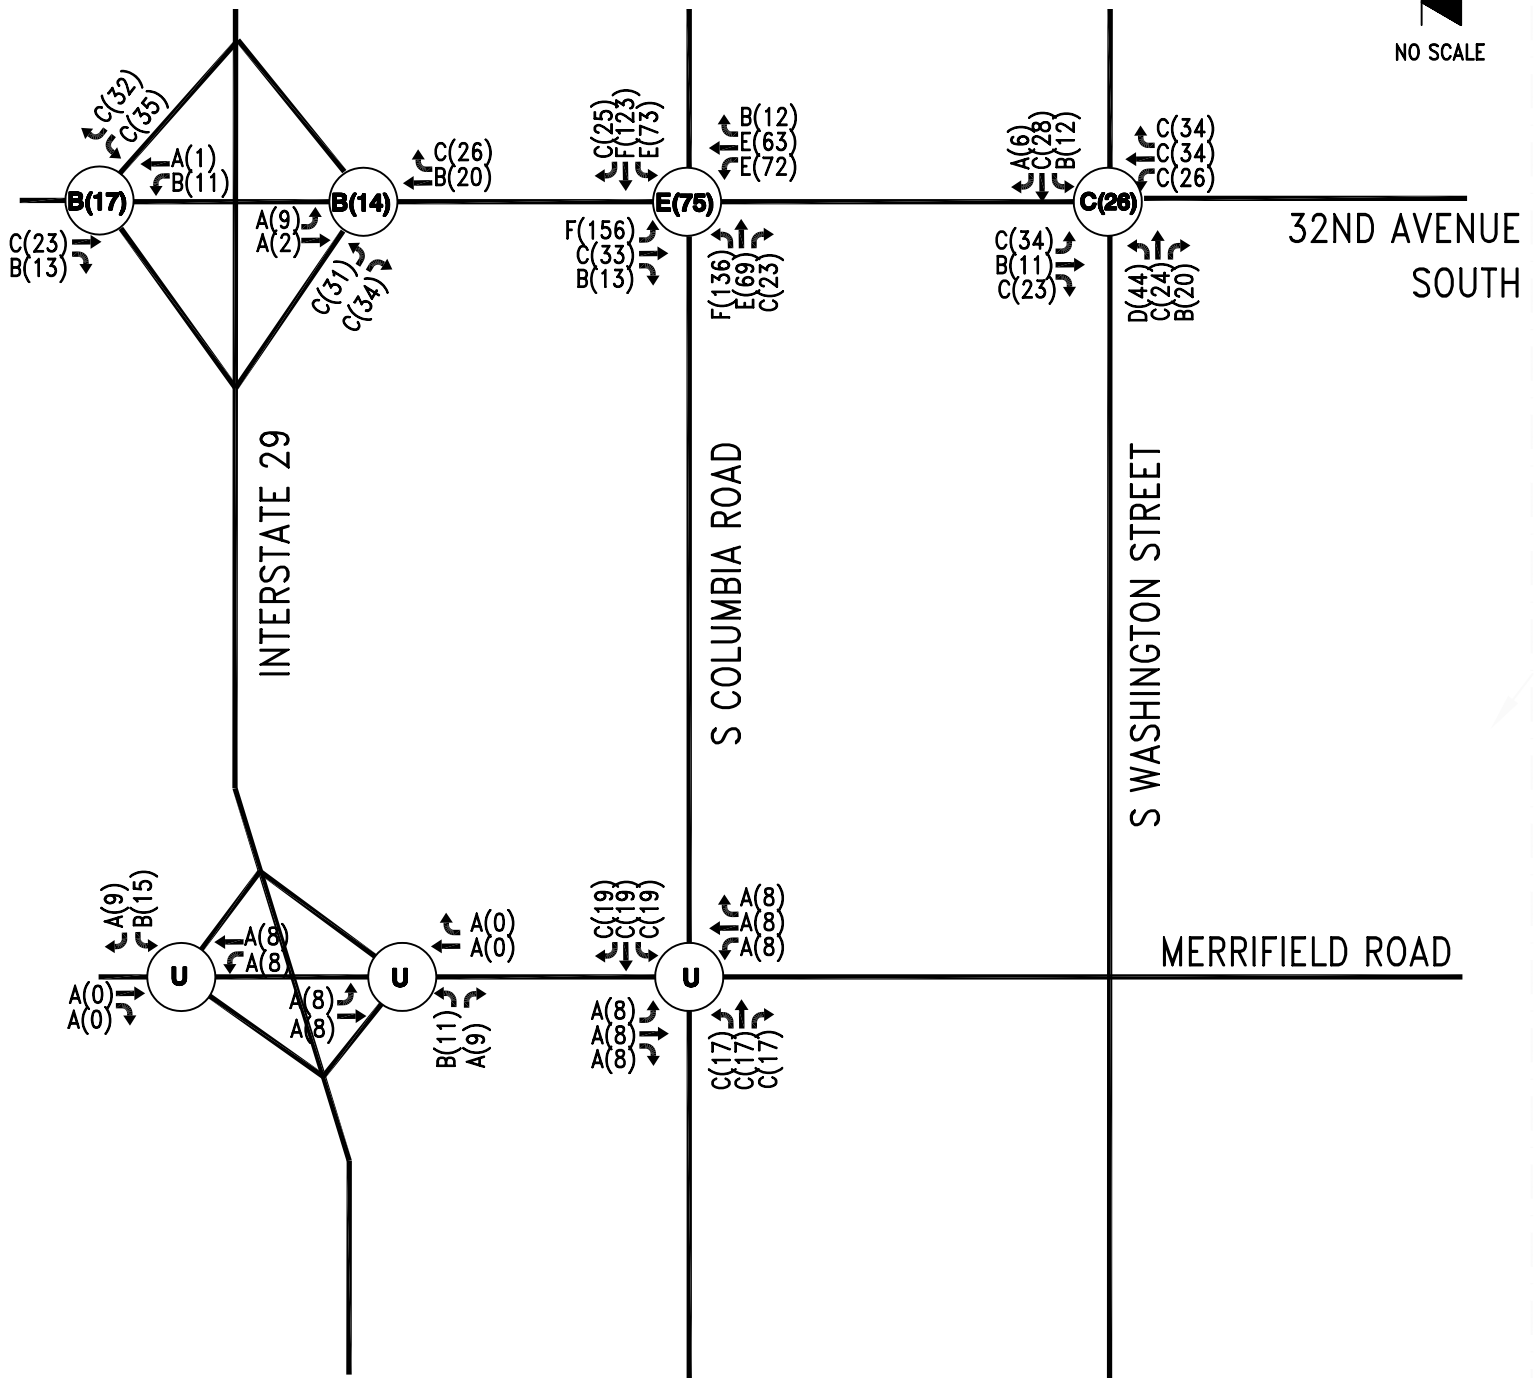 NO SCALE
C(32)
C(35)
A(1)
B(11)
B(17)
C(23)
B(13)
C(26)
B(20)
B(14)
A(9)
A(2)
C(31)
C(34)
C(25)
F(123)
E(73)
B(12)
E(63)
E(72)
E(75)
F(156)
C(33)
B(13)
F(136)
E(69)
C(23)
A(6)
C(28)
B(12)
C(34)
C(34)
C(26)
C(26)
C(34)
B(11)
C(23)
D(44)
C(24)
B(20)
32ND AVENUE
SOUTH
INTERSTATE 29
S COLUMBIA ROAD
S WASHINGTON STREET
A(9)
B(15)
A(8)
A(8)
U
A(0)
A(0)
A(0)
A(0)
U
A(8)
A(8)
B(11)
A(9)
C(19)
C(19)
C(19)
A(8)
A(8)
A(8)
U
A(8)
A(8)
A(8)
C(17)
C(17)
C(17)
MERRIFIELD ROAD